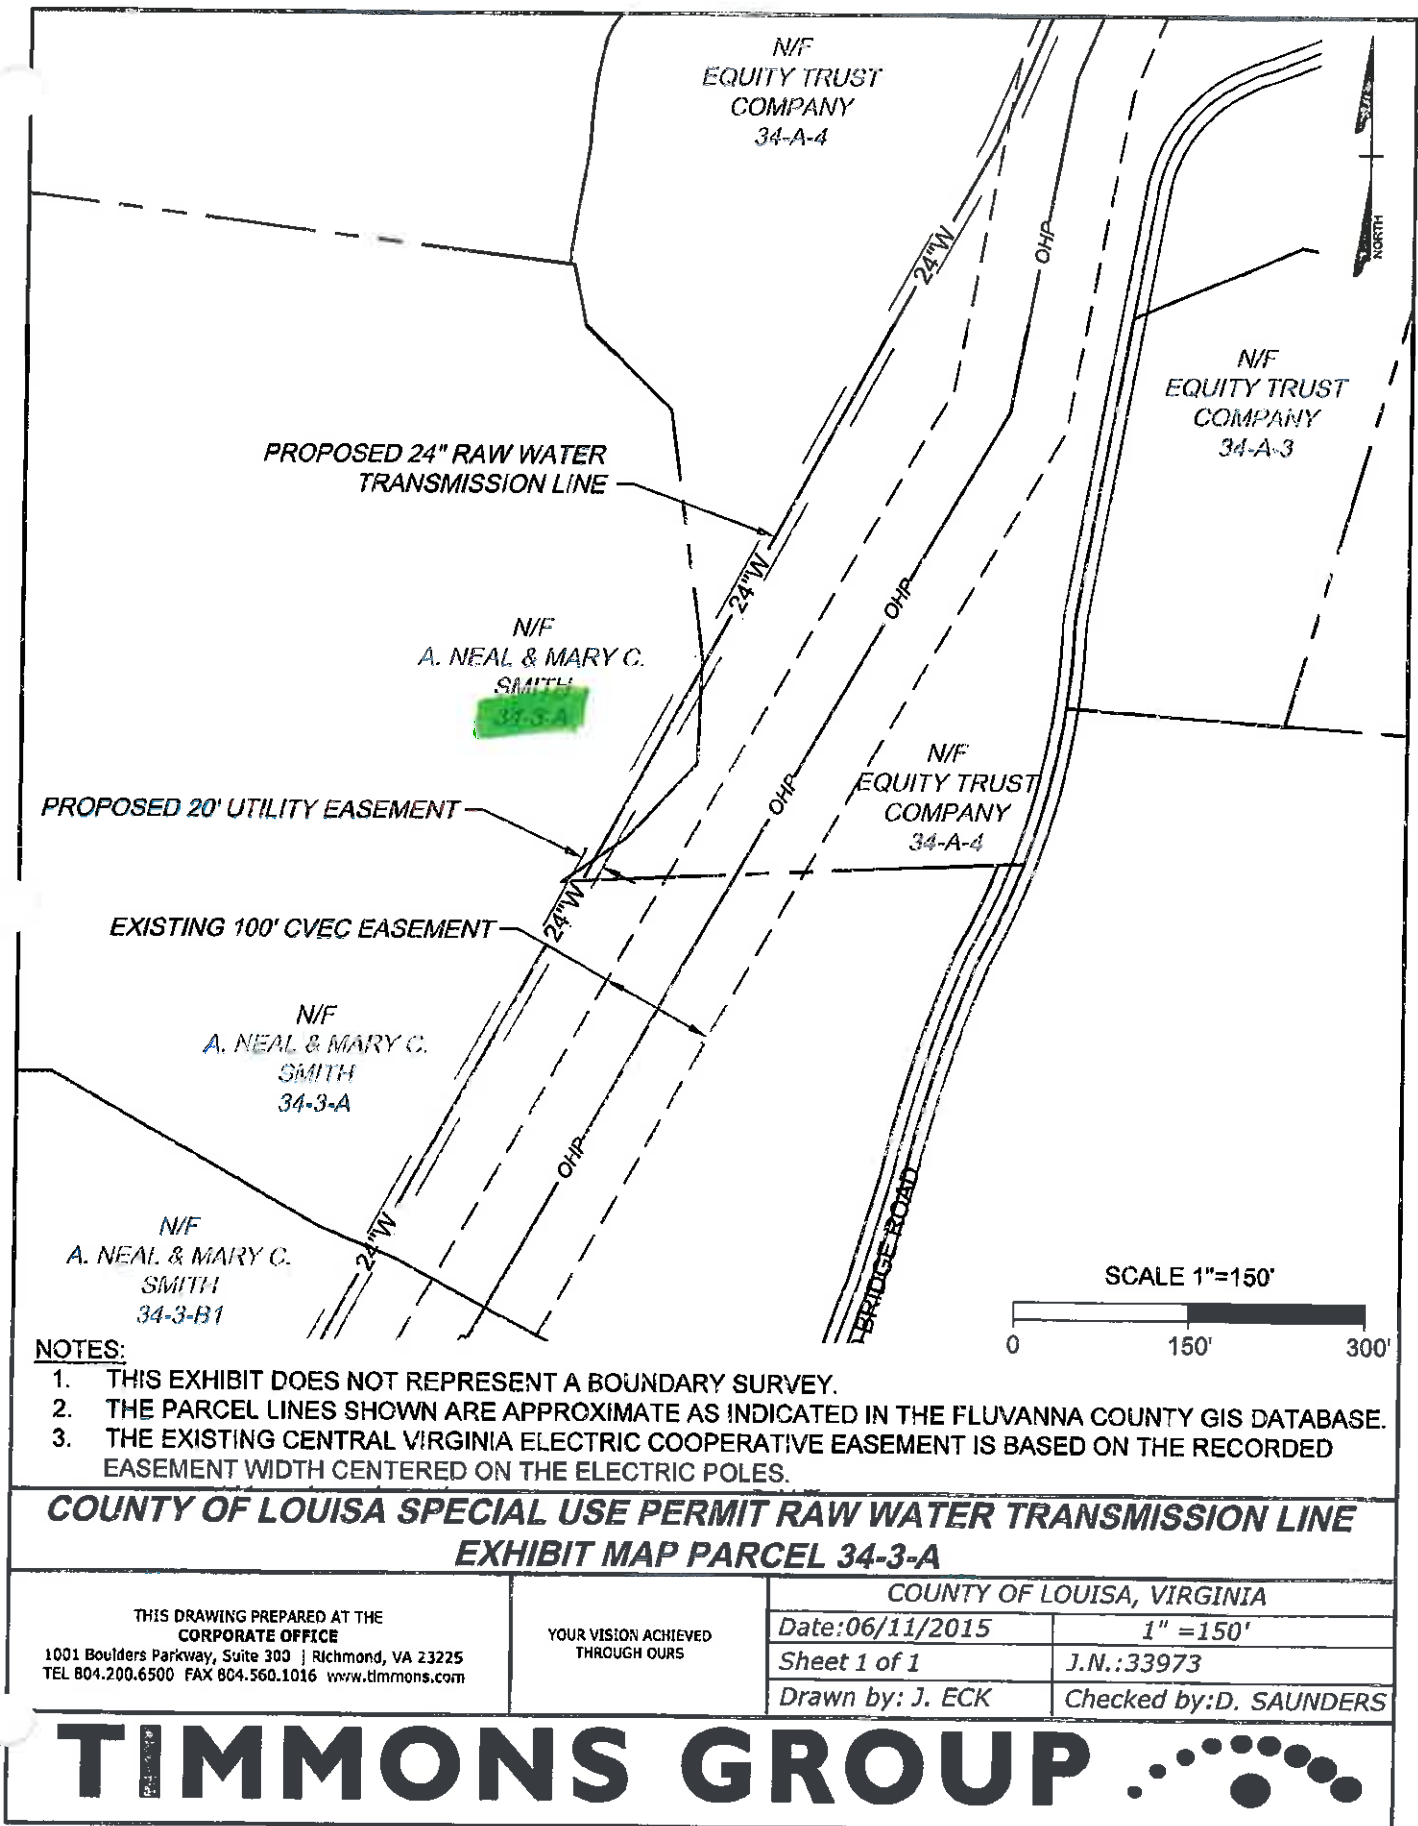 N/F
EQUITY TRUST
COMPANY
34-A-4
NORTH
24"W
OHP
N/F
EQUITY TRUST
COMPANY
34-A-3
PROPOSED 24" RAW WATER
TRANSMISSION LINE
24"W
OHP
N/F
A. NEAL & MARY C.
SMITH
34-3-A
N/F
EQUITY TRUST
COMPANY
34-A-4
OHP
PROPOSED 20' UTILITY EASEMENT
24"W
EXISTING 100' CVEC EASEMENT
N/F
A. NEAL & MARY C.
SMITH
34-3-A
OHP
24"W
BRIDGE ROAD
N/F
A. NEAL & MARY C.
SMITH
34-3-B1
SCALE 1"=150'
0 150' 300'
NOTES:
1. THIS EXHIBIT DOES NOT REPRESENT A BOUNDARY SURVEY.
2. THE PARCEL LINES SHOWN ARE APPROXIMATE AS INDICATED IN THE FLUVANNA COUNTY GIS DATABASE.
3. THE EXISTING CENTRAL VIRGINIA ELECTRIC COOPERATIVE EASEMENT IS BASED ON THE RECORDED
EASEMENT WIDTH CENTERED ON THE ELECTRIC POLES.
COUNTY OF LOUISA SPECIAL USE PERMIT RAW WATER TRANSMISSION LINE
EXHIBIT MAP PARCEL 34-3-A
THIS DRAWING PREPARED AT THE
CORPORATE OFFICE
1001 Boulders Parkway, Suite 300 | Richmond, VA 23225
TEL 804.200.6500 FAX 804.560.1016 www.timmons.com
YOUR VISION ACHIEVED
THROUGH OURS
COUNTY OF LOUISA, VIRGINIA
Date:06/11/2015 1" =150'
Sheet 1 of 1 J.N.:33973
Drawn by: J. ECK Checked by:D. SAUNDERS
TIMMONS GROUP